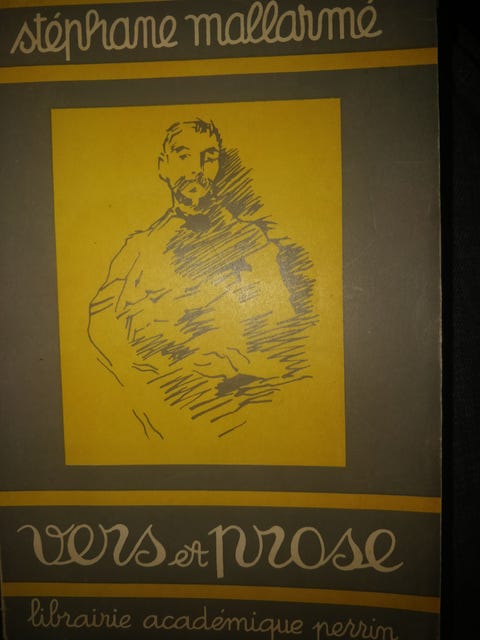 stéphane mallarmé
vers et prose
librairie académique perrin